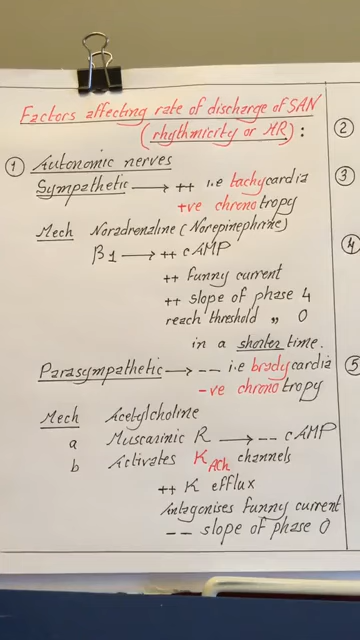 Factors affecting rate of discharge of SAN
(rhythmicity or HR) :
① Autonomic nerves
Sympathetic → ++ i.e tachycardia
+ve chronotropy
Mech Noradrenaline (Norepinephrine)
β1 → ++ cAMP
++ funny current
++ slope of phase 4
reach threshold ,, 0
in a shorter time.
Parasympathetic → -- i.e bradycardia
-ve chronotropy
Mech Acetylcholine
a Muscarinic R → -- cAMP
b Activates K ACh channels
++ K efflux
Antagonises funny current
-- slope of phase 0
②
③
④
⑤